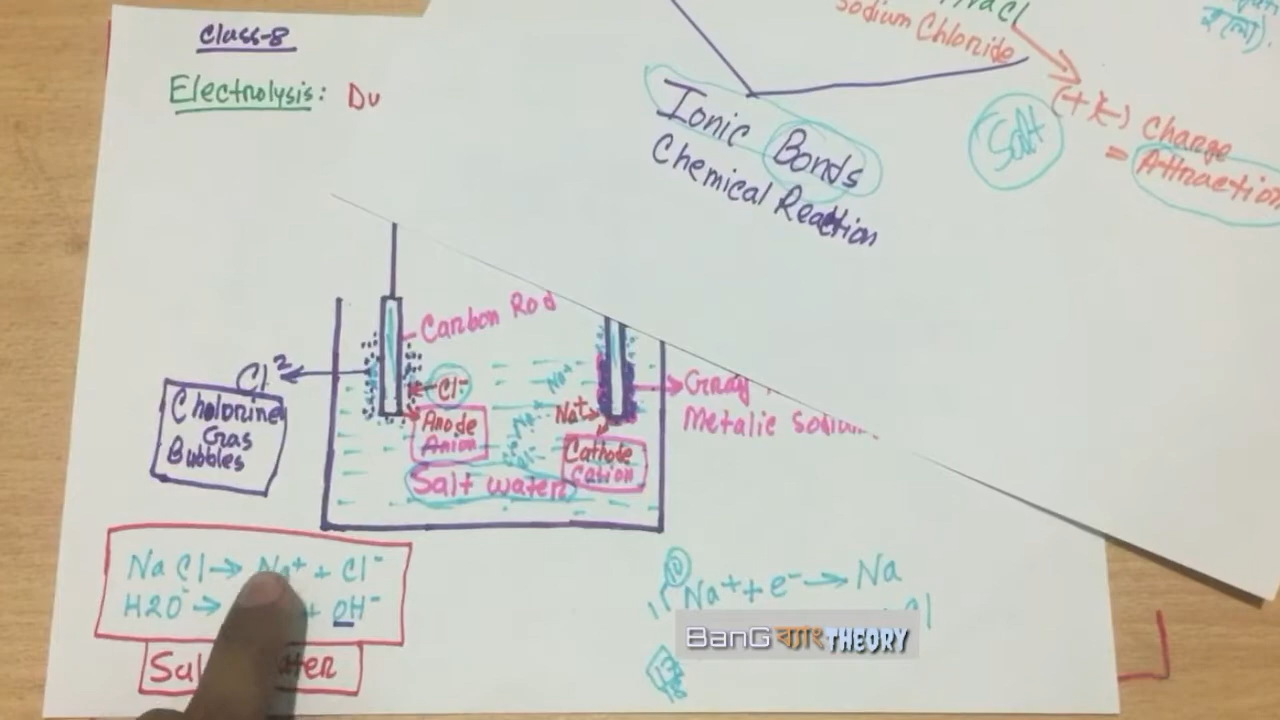 Class-8
Electrolysis: Du
NaCl
Sodium Chloride
(+ & -) Charge
= Attraction
Salt
Ionic Bonds
Chemical Reaction
Carbon Rod
Cl2
Cholorine
Gas
Bubbles
Cl-
Anode
Anion
Na+
Na+
Cathode
Cation
Salt water
Gray
Metalic Sodium
NaCl → Na+ + Cl-
H2O → + OH-
Na+ + e- → Na
Cl
BanG ব্যাং THEORY